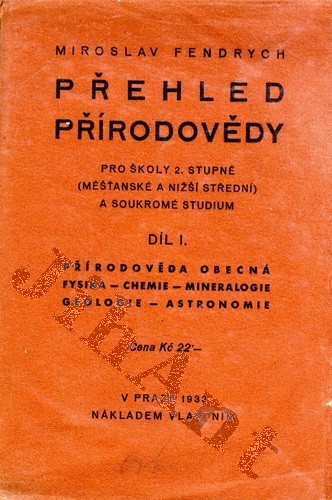 MIROSLAV FENDRYCH
PŘEHLED
PŘÍRODOVĚDY
PRO ŠKOLY 2. STUPNĚ
(MĚŠŤANSKÉ A NIŽŠÍ STŘEDNÍ)
A SOUKROMÉ STUDIUM
DÍL I.
PŘÍRODOVĚDA OBECNÁ
FYSIKA — CHEMIE — MINERALOGIE
GEOLOGIE — ASTRONOMIE
Cena Kč 22·—
V PRAZE 1933
NÁKLADEM VLASTNÍM
JihAnt